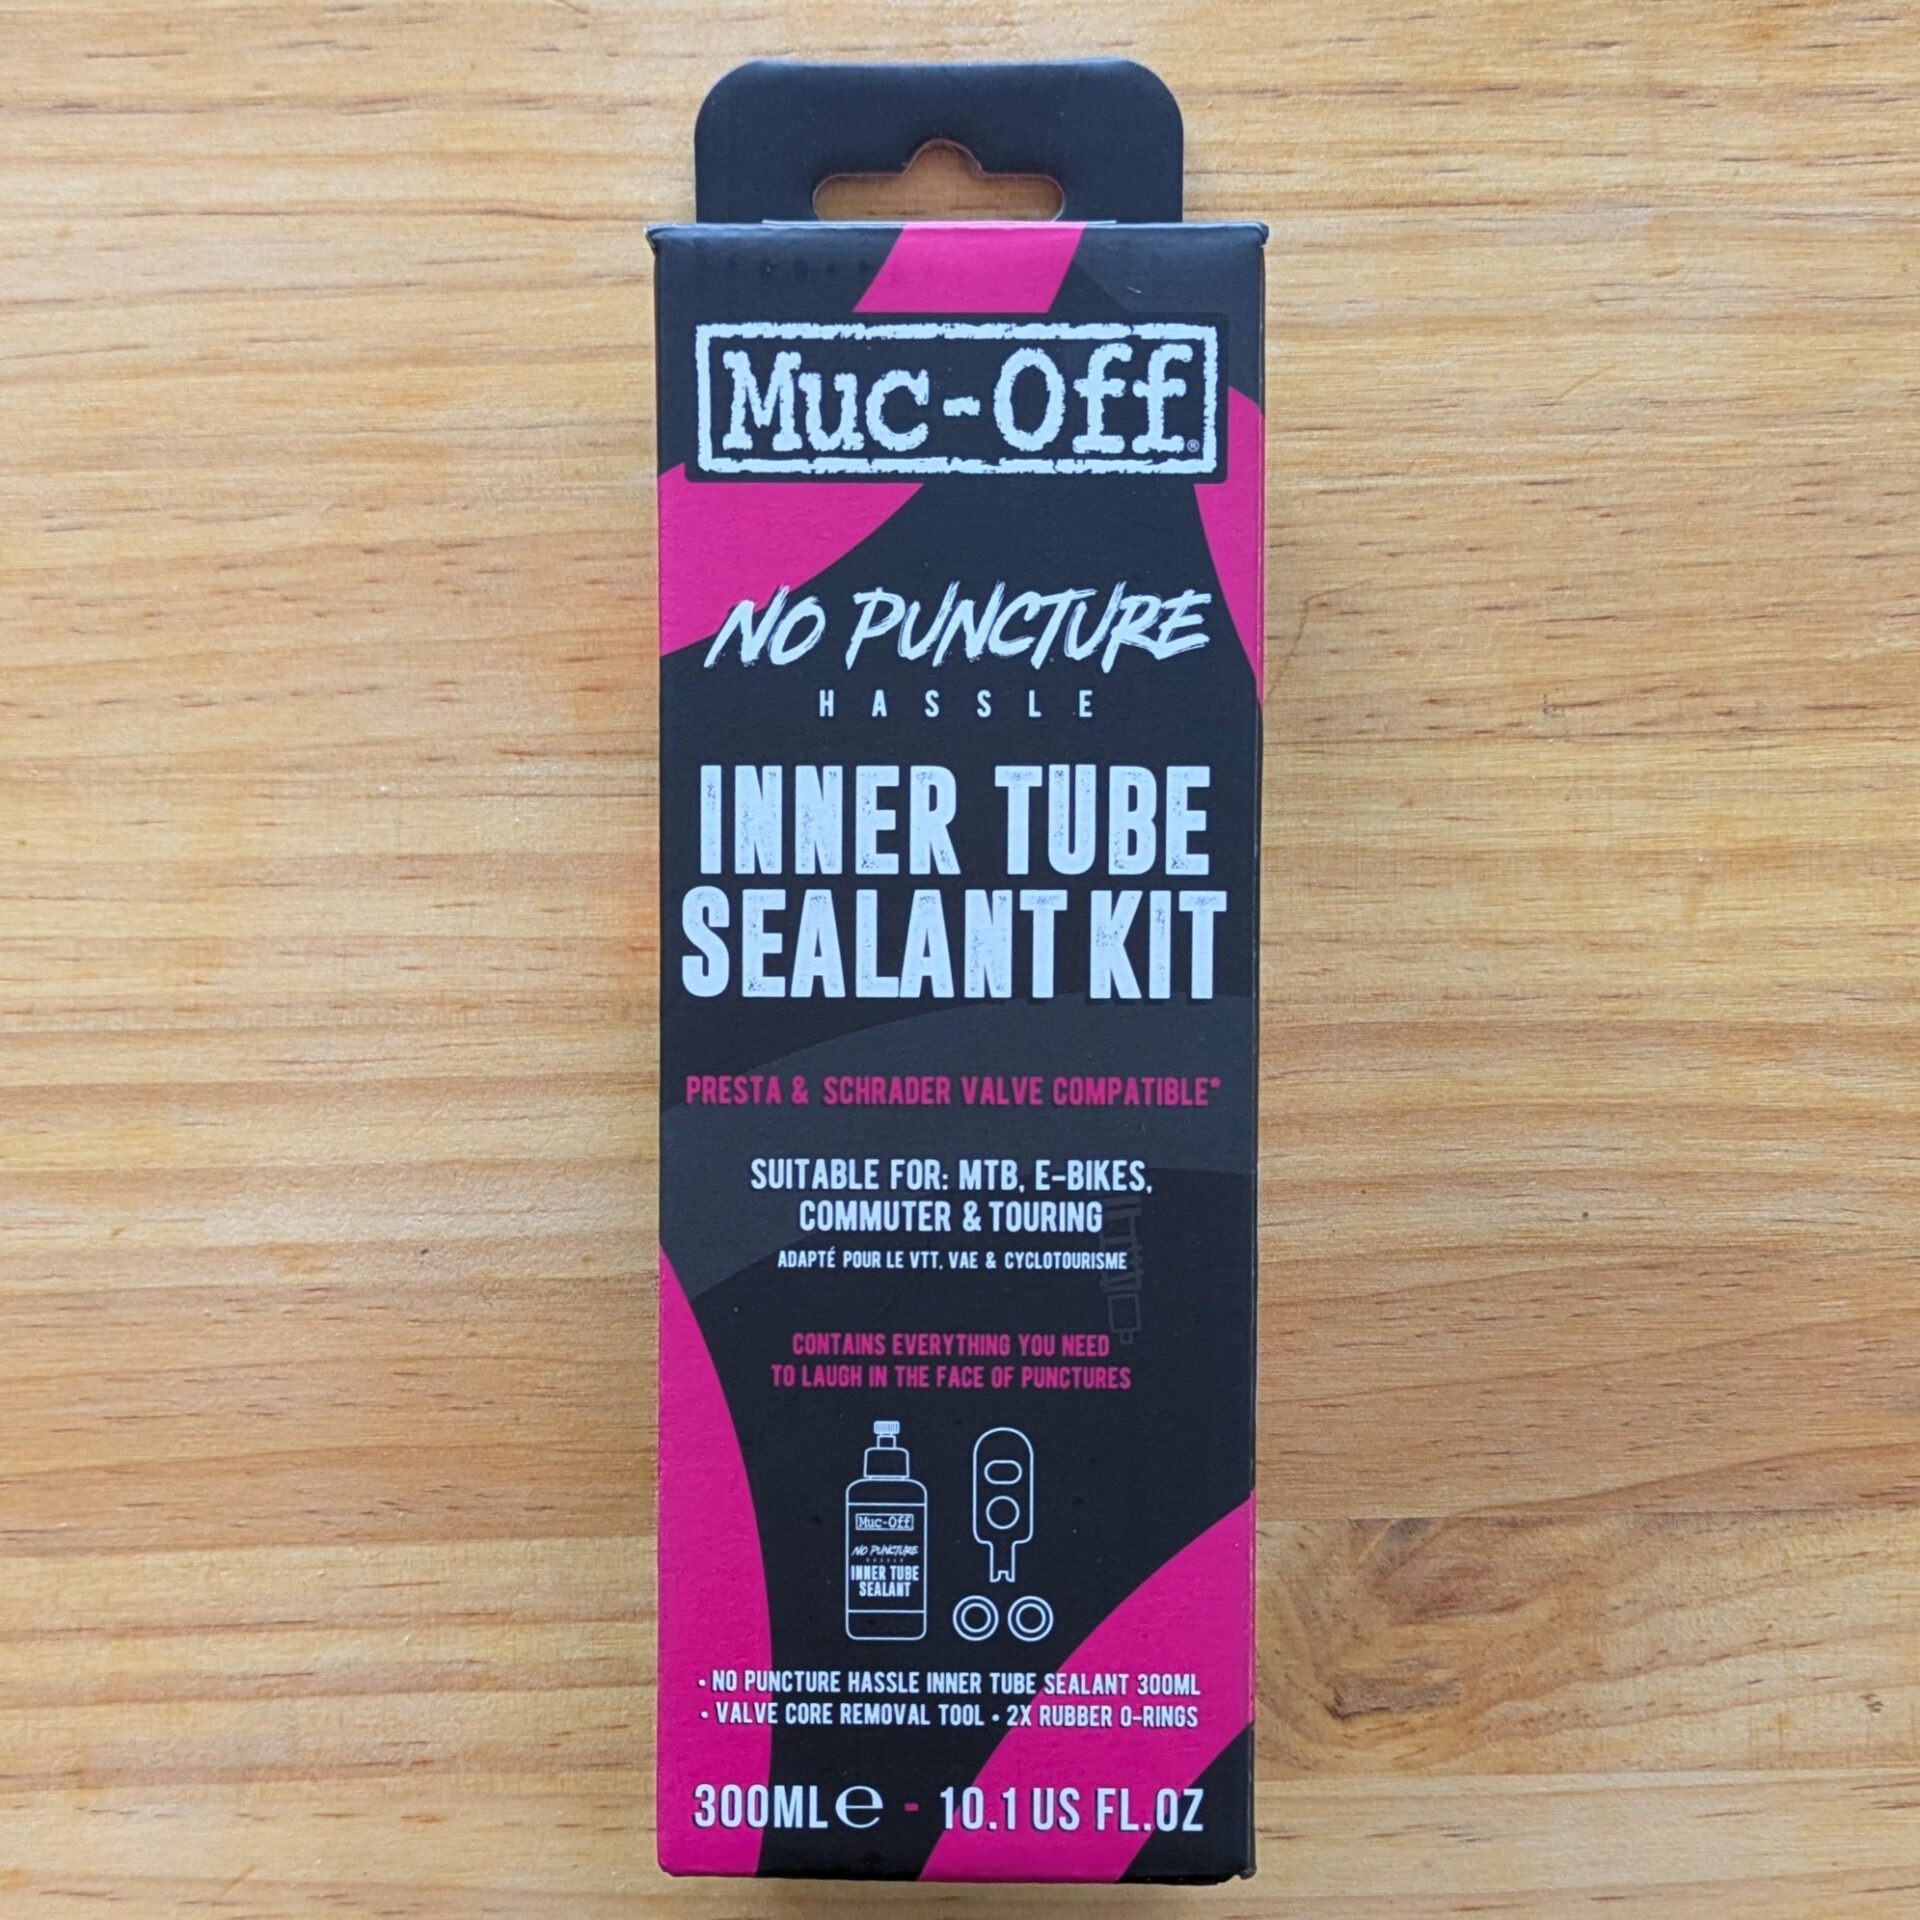 Muc-Off®
NO PUNCTURE
HASSLE
INNER TUBE
SEALANT KIT
PRESTA & SCHRADER VALVE COMPATIBLE*
SUITABLE FOR: MTB, E-BIKES,
COMMUTER & TOURING
ADAPTÉ POUR LE VTT, VAE & CYCLOTOURISME
CONTAINS EVERYTHING YOU NEED
TO LAUGH IN THE FACE OF PUNCTURES
Muc-Off
NO PUNCTURE
HASSLE
INNER TUBE
SEALANT
• NO PUNCTURE HASSLE INNER TUBE SEALANT 300ML
• VALVE CORE REMOVAL TOOL • 2X RUBBER O-RINGS
300ML ℮ - 10.1 US FL.OZ